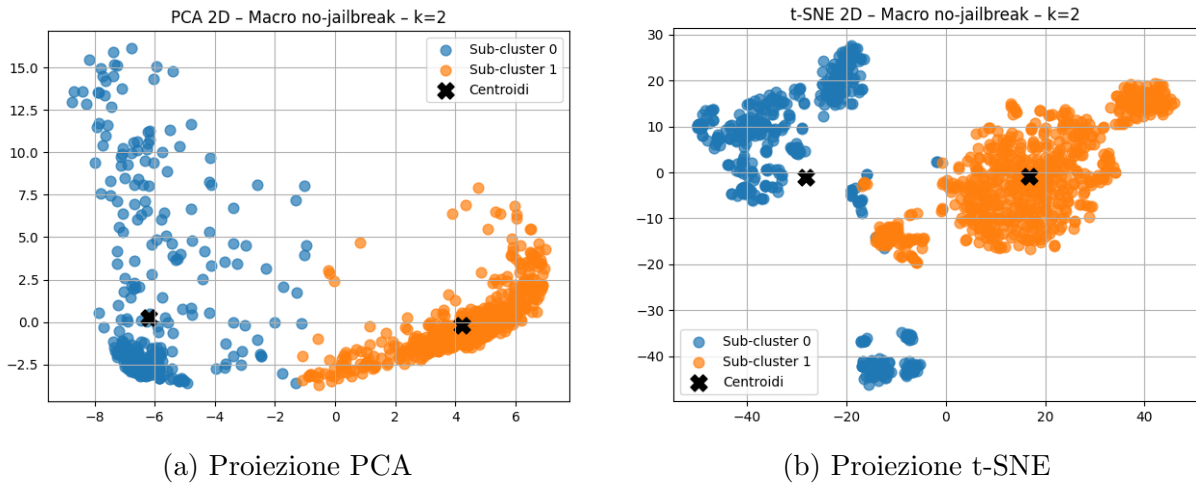 PCA 2D – Macro no-jailbreak – k=2
Sub-cluster 0
Sub-cluster 1
Centroidi
15.0
12.5
10.0
7.5
5.0
2.5
0.0
−2.5
−8
−6
−4
−2
0
2
4
6
(a) Proiezione PCA
t-SNE 2D – Macro no-jailbreak – k=2
30
20
10
0
−10
−20
−30
−40
Sub-cluster 0
Sub-cluster 1
Centroidi
−40
−20
0
20
40
(b) Proiezione t-SNE